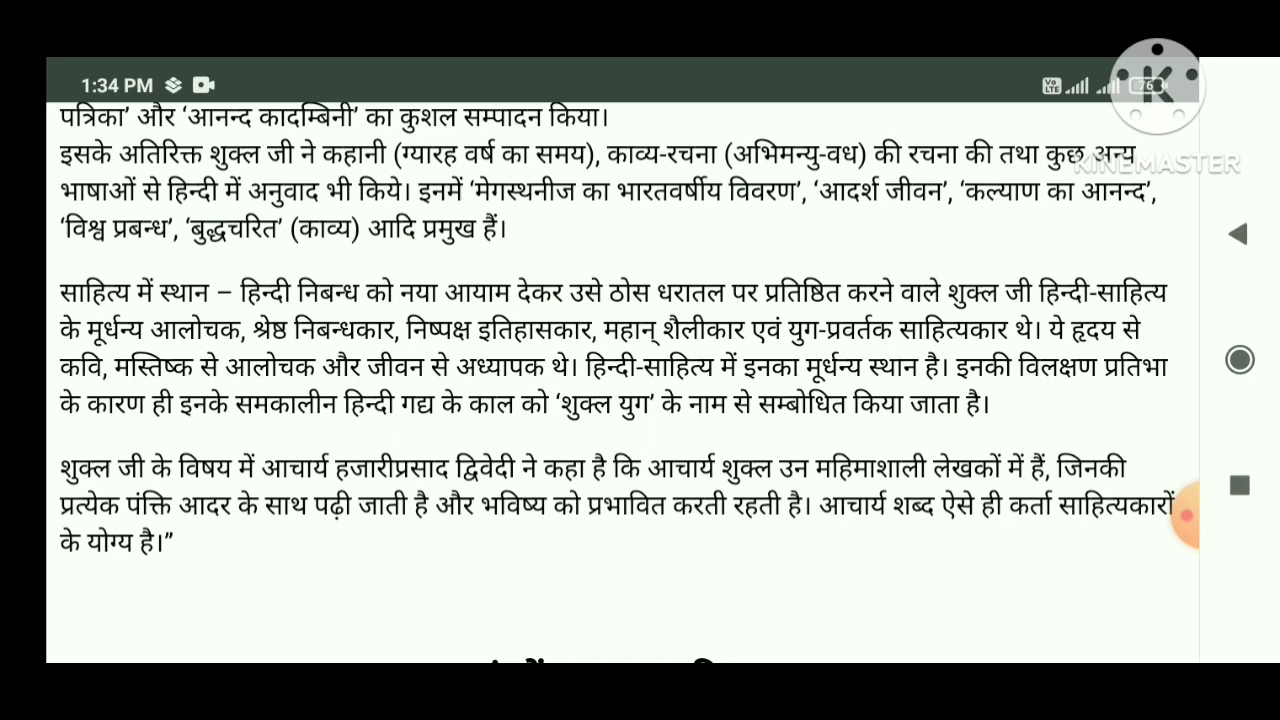 1:34 PM
Vo LTE
76
KINEMASTER
पत्रिका’ और ‘आनन्द कादम्बिनी’ का कुशल सम्पादन किया।
इसके अतिरिक्त शुक्ल जी ने कहानी (ग्यारह वर्ष का समय), काव्य-रचना (अभिमन्यु-वध) की रचना की तथा कुछ अन्य
भाषाओं से हिन्दी में अनुवाद भी किये। इनमें ‘मेगस्थनीज का भारतवर्षीय विवरण’, ‘आदर्श जीवन’, ‘कल्याण का आनन्द’,
‘विश्व प्रबन्ध’, ‘बुद्धचरित’ (काव्य) आदि प्रमुख हैं।
साहित्य में स्थान – हिन्दी निबन्ध को नया आयाम देकर उसे ठोस धरातल पर प्रतिष्ठित करने वाले शुक्ल जी हिन्दी-साहित्य
के मूर्धन्य आलोचक, श्रेष्ठ निबन्धकार, निष्पक्ष इतिहासकार, महान् शैलीकार एवं युग-प्रवर्तक साहित्यकार थे। ये हृदय से
कवि, मस्तिष्क से आलोचक और जीवन से अध्यापक थे। हिन्दी-साहित्य में इनका मूर्धन्य स्थान है। इनकी विलक्षण प्रतिभा
के कारण ही इनके समकालीन हिन्दी गद्य के काल को ‘शुक्ल युग’ के नाम से सम्बोधित किया जाता है।
शुक्ल जी के विषय में आचार्य हजारीप्रसाद द्विवेदी ने कहा है कि आचार्य शुक्ल उन महिमाशाली लेखकों में हैं, जिनकी
प्रत्येक पंक्ति आदर के साथ पढ़ी जाती है और भविष्य को प्रभावित करती रहती है। आचार्य शब्द ऐसे ही कर्ता साहित्यकारों
के योग्य है।”